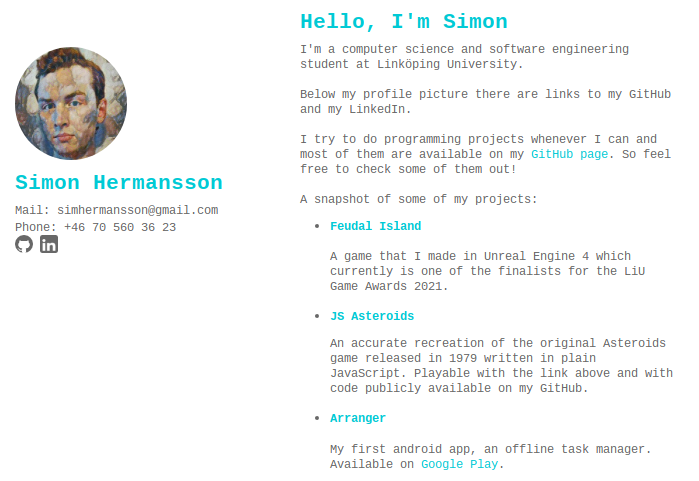 Simon Hermansson
Mail: simhermansson@gmail.com
Phone: +46 70 560 36 23
Hello, I'm Simon
I'm a computer science and software engineering
student at Linköping University.
Below my profile picture there are links to my GitHub
and my LinkedIn.
I try to do programming projects whenever I can and
most of them are available on my GitHub page. So feel
free to check some of them out!
A snapshot of some of my projects:
• Feudal Island
A game that I made in Unreal Engine 4 which
currently is one of the finalists for the LiU
Game Awards 2021.
• JS Asteroids
An accurate recreation of the original Asteroids
game released in 1979 written in plain
JavaScript. Playable with the link above and with
code publicly available on my GitHub.
• Arranger
My first android app, an offline task manager.
Available on Google Play.